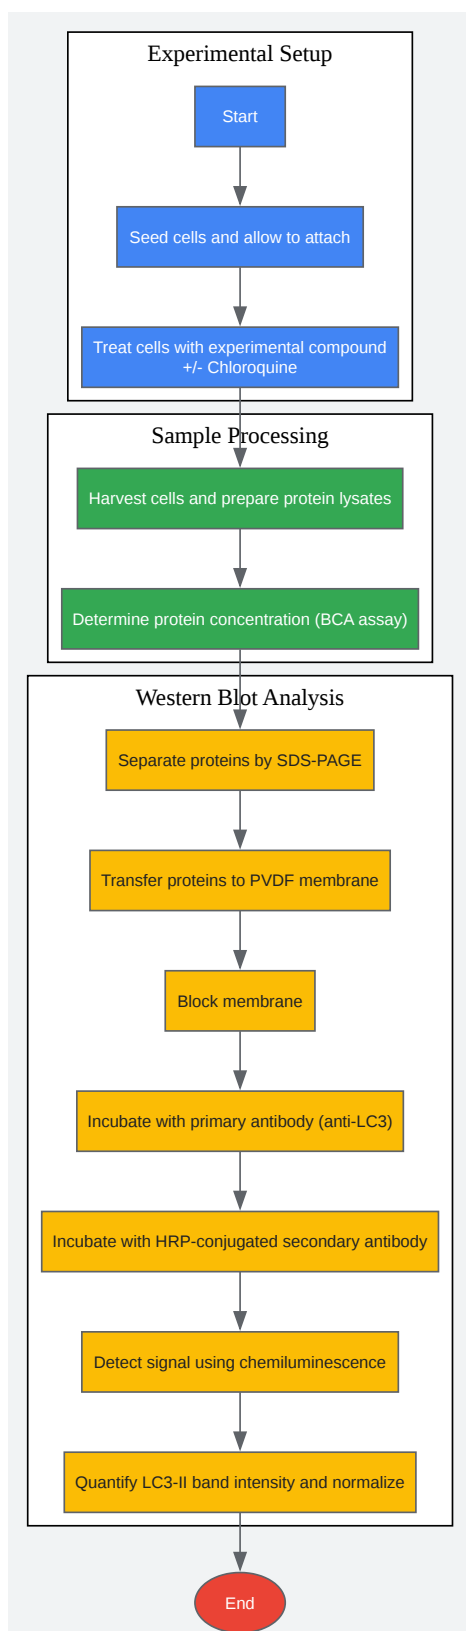 Experimental Setup
Start
Seed cells and allow to attach
Treat cells with experimental compound
+/- Chloroquine
Sample Processing
Harvest cells and prepare protein lysates
Determine protein concentration (BCA assay)
Western Blot Analysis
Separate proteins by SDS-PAGE
Transfer proteins to PVDF membrane
Block membrane
Incubate with primary antibody (anti-LC3)
Incubate with HRP-conjugated secondary antibody
Detect signal using chemiluminescence
Quantify LC3-II band intensity and normalize
End